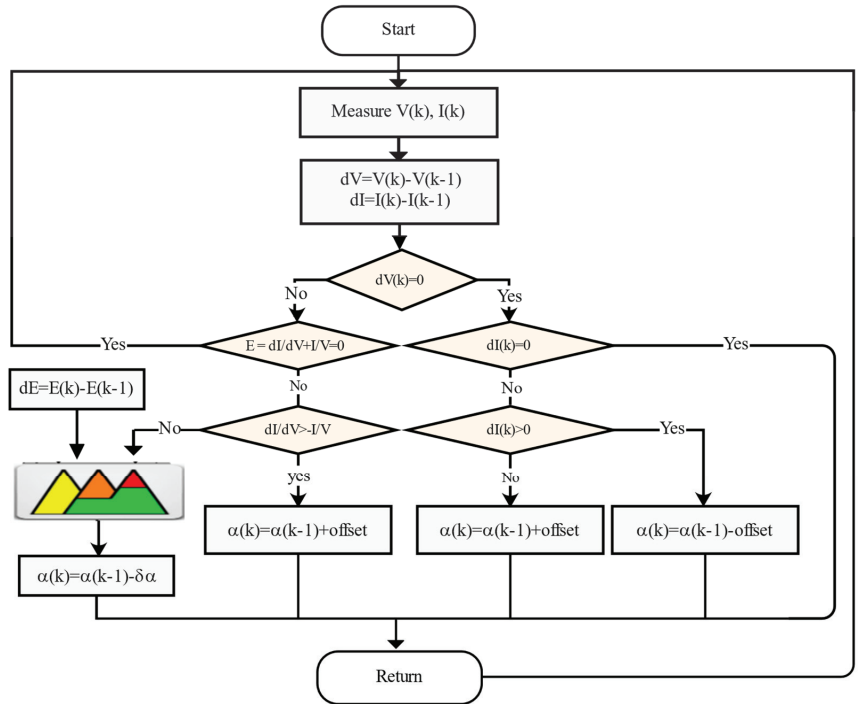 Start
Measure V(k), I(k)
dV=V(k)-V(k-1)
dI=I(k)-I(k-1)
dV(k)=0
No
Yes
Yes
E = dI/dV+I/V=0
dI(k)=0
Yes
dE=E(k)-E(k-1)
No
No
No
dI/dV>-I/V
dI(k)>0
Yes
yes
No
α(k)=α(k-1)+offset
α(k)=α(k-1)+offset
α(k)=α(k-1)-offset
α(k)=α(k-1)-δα
Return